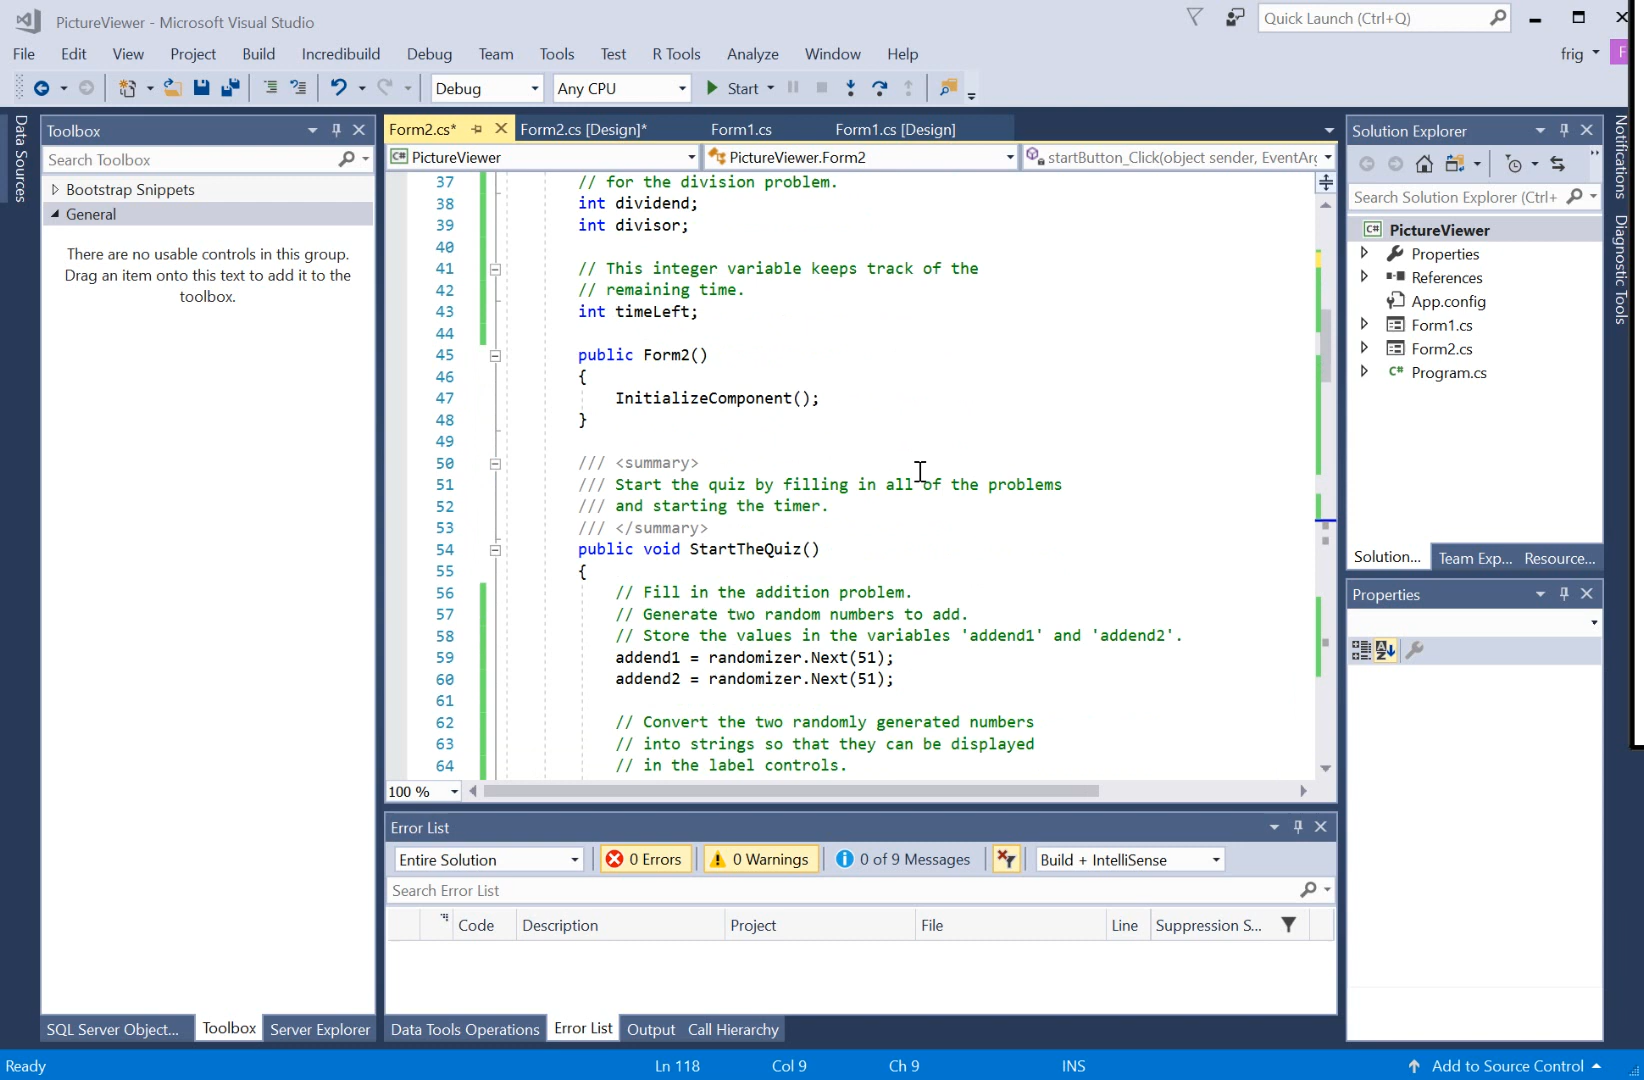 PictureViewer - Microsoft Visual Studio
Quick Launch (Ctrl+Q)
File Edit View Project Build Incredibuild Debug Team Tools Test R Tools Analyze Window Help
frig
F
Debug Any CPU Start
Data Sources
Toolbox
Search Toolbox
Bootstrap Snippets
General
There are no usable controls in this group.
Drag an item onto this text to add it to the
toolbox.
SQL Server Object... Toolbox Server Explorer
Form2.cs* Form2.cs [Design]* Form1.cs Form1.cs [Design]
PictureViewer PictureViewer.Form2 startButton_Click(object sender, EventArg
37 // for the division problem.
38 int dividend;
39 int divisor;
40
41 // This integer variable keeps track of the
42 // remaining time.
43 int timeLeft;
44
45 public Form2()
46 {
47 InitializeComponent();
48 }
49
50 /// <summary>
51 /// Start the quiz by filling in all of the problems
52 /// and starting the timer.
53 /// </summary>
54 public void StartTheQuiz()
55 {
56 // Fill in the addition problem.
57 // Generate two random numbers to add.
58 // Store the values in the variables 'addend1' and 'addend2'.
59 addend1 = randomizer.Next(51);
60 addend2 = randomizer.Next(51);
61
62 // Convert the two randomly generated numbers
63 // into strings so that they can be displayed
64 // in the label controls.
100 %
Error List
Entire Solution 0 Errors 0 Warnings 0 of 9 Messages Build + IntelliSense
Search Error List
Code Description Project File Line Suppression S...
Data Tools Operations Error List Output Call Hierarchy
Solution Explorer
Search Solution Explorer (Ctrl+
C# PictureViewer
Properties
References
App.config
Form1.cs
Form2.cs
C# Program.cs
Solution... Team Exp... Resource...
Properties
Notifications
Diagnostic Tools
Ready Ln 118 Col 9 Ch 9 INS Add to Source Control